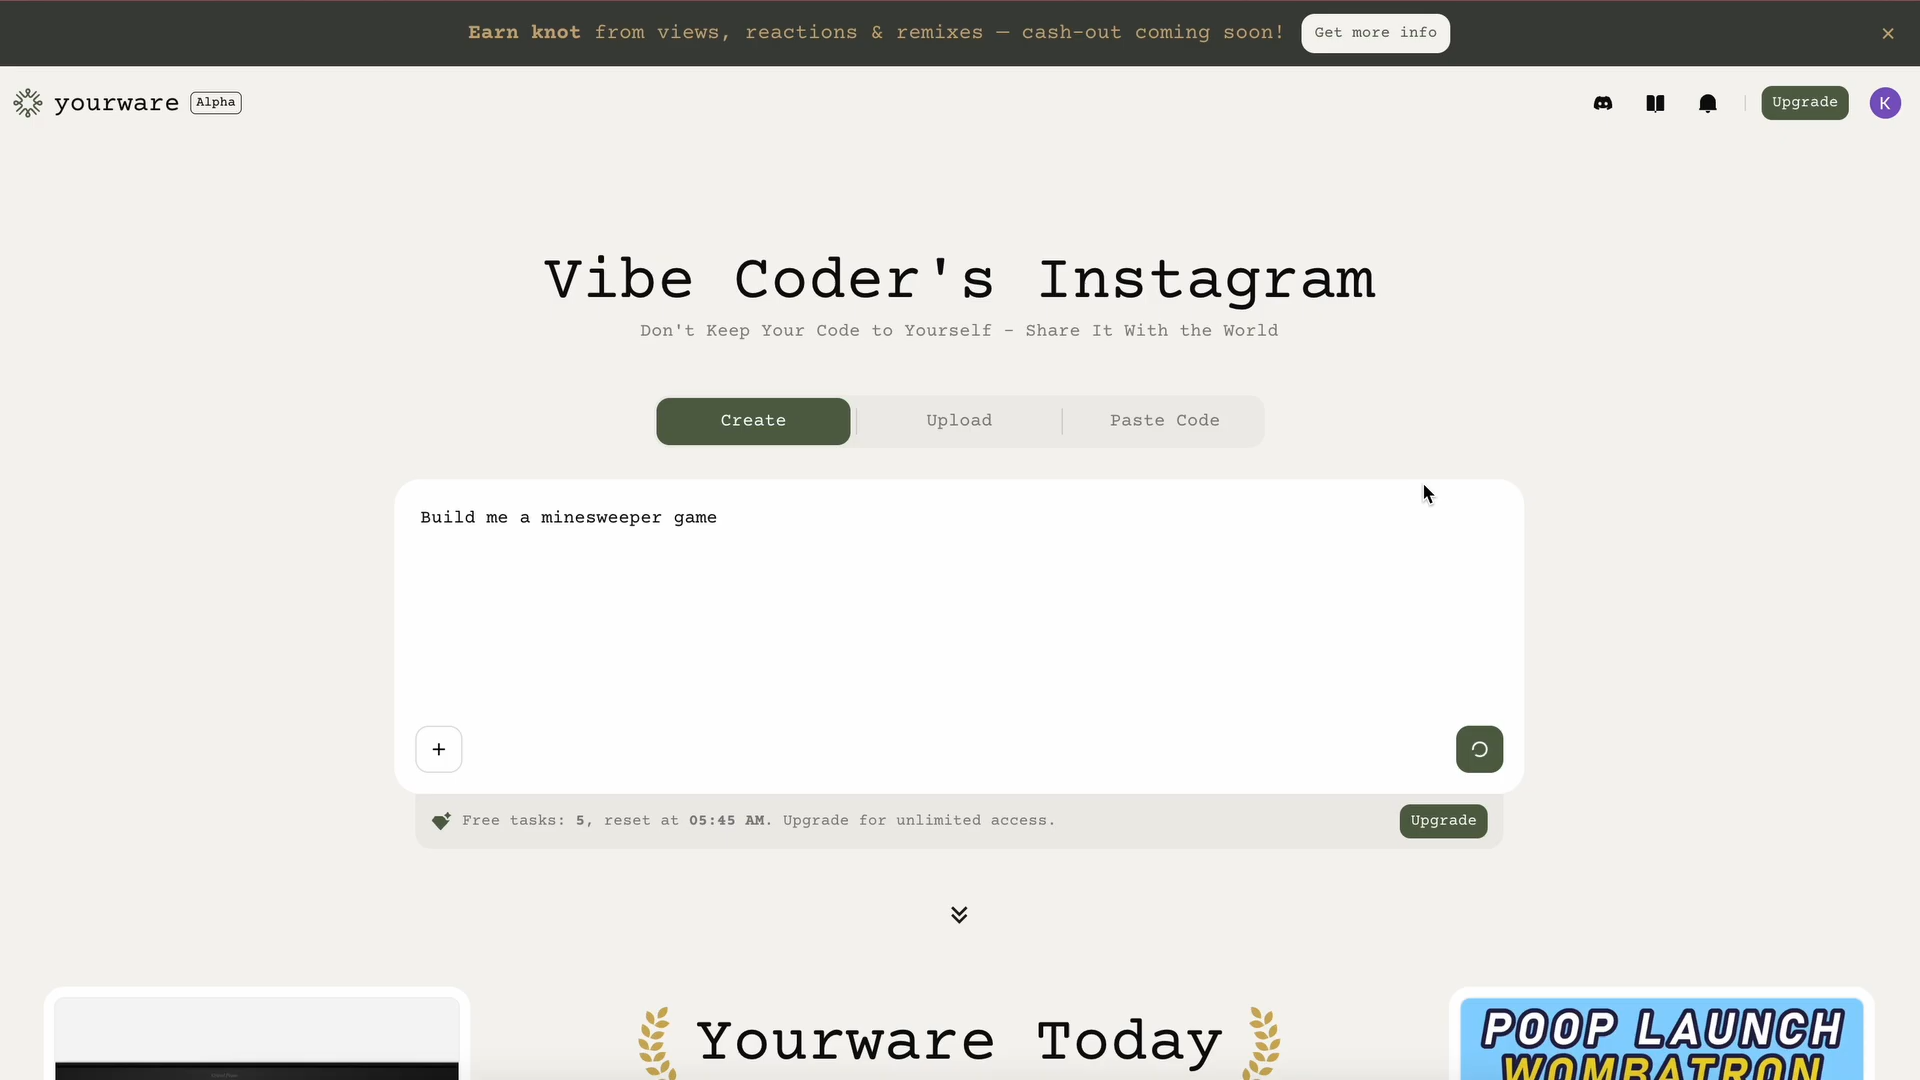 Earn knot from views, reactions & remixes — cash-out coming soon!
Get more info
yourware
Alpha
Upgrade
K
Vibe Coder's Instagram
Don't Keep Your Code to Yourself - Share It With the World
Create
Upload
Paste Code
Build me a minesweeper game
Free tasks: 5, reset at 05:45 AM. Upgrade for unlimited access.
Upgrade
Yourware Today
POOP LAUNCH
WOMBATRON